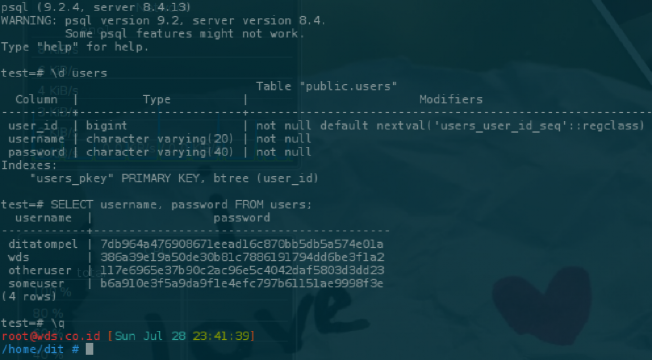 psql (9.2.4, server 8.4.13)
WARNING: psql version 9.2, server version 8.4.
         Some psql features might not work.
Type "help" for help.
test=# \d users
                                Table "public.users"
  Column  |         Type          |                         Modifiers
----------+-----------------------+-----------------------------------------------------------
 user_id  | bigint                | not null default nextval('users_user_id_seq'::regclass)
 username | character varying(20) | not null
 password | character varying(40) | not null
Indexes:
    "users_pkey" PRIMARY KEY, btree (user_id)
test=# SELECT username, password FROM users;
  username  |                 password
------------+------------------------------------------
 ditatompel | 7db964a476908671eead16c870bb5db5a574e01a
 wds        | 386a39e19a50de30b81c7886191794dd6be3f1a2
 otheruser  | 117e6965e37b90c2ac96e5c4042daf5803d3dd23
 someuser   | b6a910e3f5a9da9f1e4efc797b61151ae9998f3e
(4 rows)
test=# \q
root@wds.co.id [Sun Jul 28 23:41:39]
/home/dit #